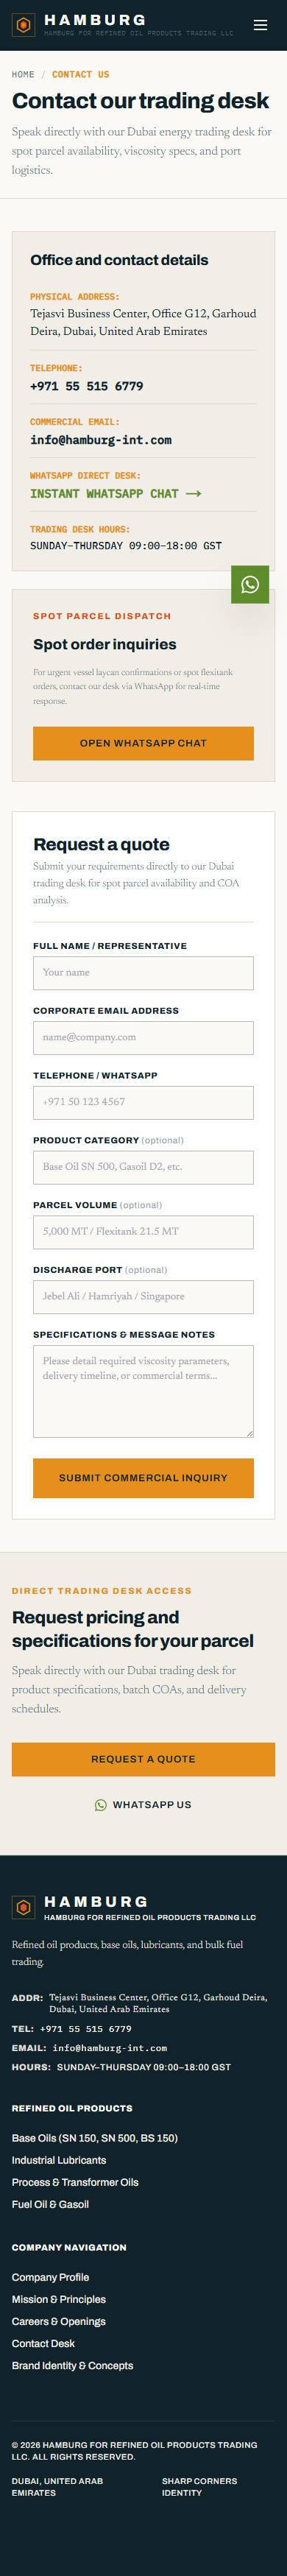 HAMBURG
HAMBURG FOR REFINED OIL PRODUCTS TRADING LLC
HOME / CONTACT US
Contact our trading desk
Speak directly with our Dubai energy trading desk for
spot parcel availability, viscosity specs, and port
logistics.
Office and contact details
PHYSICAL ADDRESS:
Tejasvi Business Center, Office G12, Garhoud
Deira, Dubai, United Arab Emirates
TELEPHONE:
+971 55 515 6779
COMMERCIAL EMAIL:
info@hamburg-int.com
WHATSAPP DIRECT DESK:
INSTANT WHATSAPP CHAT →
TRADING DESK HOURS:
SUNDAY–THURSDAY 09:00–18:00 GST
SPOT PARCEL DISPATCH
Spot order inquiries
For urgent vessel laycan confirmations or spot flexitank
orders, contact our desk via WhatsApp for real-time
response.
OPEN WHATSAPP CHAT
Request a quote
Submit your requirements directly to our Dubai
trading desk for spot parcel availability and COA
analysis.
FULL NAME / REPRESENTATIVE
Your name
CORPORATE EMAIL ADDRESS
name@company.com
TELEPHONE / WHATSAPP
+971 50 123 4567
PRODUCT CATEGORY (optional)
Base Oil SN 500, Gasoil D2, etc.
PARCEL VOLUME (optional)
5,000 MT / Flexitank 21.5 MT
DISCHARGE PORT (optional)
Jebel Ali / Hamriyah / Singapore
SPECIFICATIONS & MESSAGE NOTES
Please detail required viscosity parameters,
delivery timeline, or commercial terms...
SUBMIT COMMERCIAL INQUIRY
DIRECT TRADING DESK ACCESS
Request pricing and
specifications for your parcel
Speak directly with our Dubai trading desk for
product specifications, batch COAs, and delivery
schedules.
REQUEST A QUOTE
WHATSAPP US
HAMBURG
HAMBURG FOR REFINED OIL PRODUCTS TRADING LLC
Refined oil products, base oils, lubricants, and bulk fuel
trading.
ADDR: Tejasvi Business Center, Office G12, Garhoud Deira,
Dubai, United Arab Emirates
TEL: +971 55 515 6779
EMAIL: info@hamburg-int.com
HOURS: SUNDAY–THURSDAY 09:00–18:00 GST
REFINED OIL PRODUCTS
Base Oils (SN 150, SN 500, BS 150)
Industrial Lubricants
Process & Transformer Oils
Fuel Oil & Gasoil
COMPANY NAVIGATION
Company Profile
Mission & Principles
Careers & Openings
Contact Desk
Brand Identity & Concepts
© 2026 HAMBURG FOR REFINED OIL PRODUCTS TRADING
LLC. ALL RIGHTS RESERVED.
DUBAI, UNITED ARAB
EMIRATES
SHARP CORNERS
IDENTITY